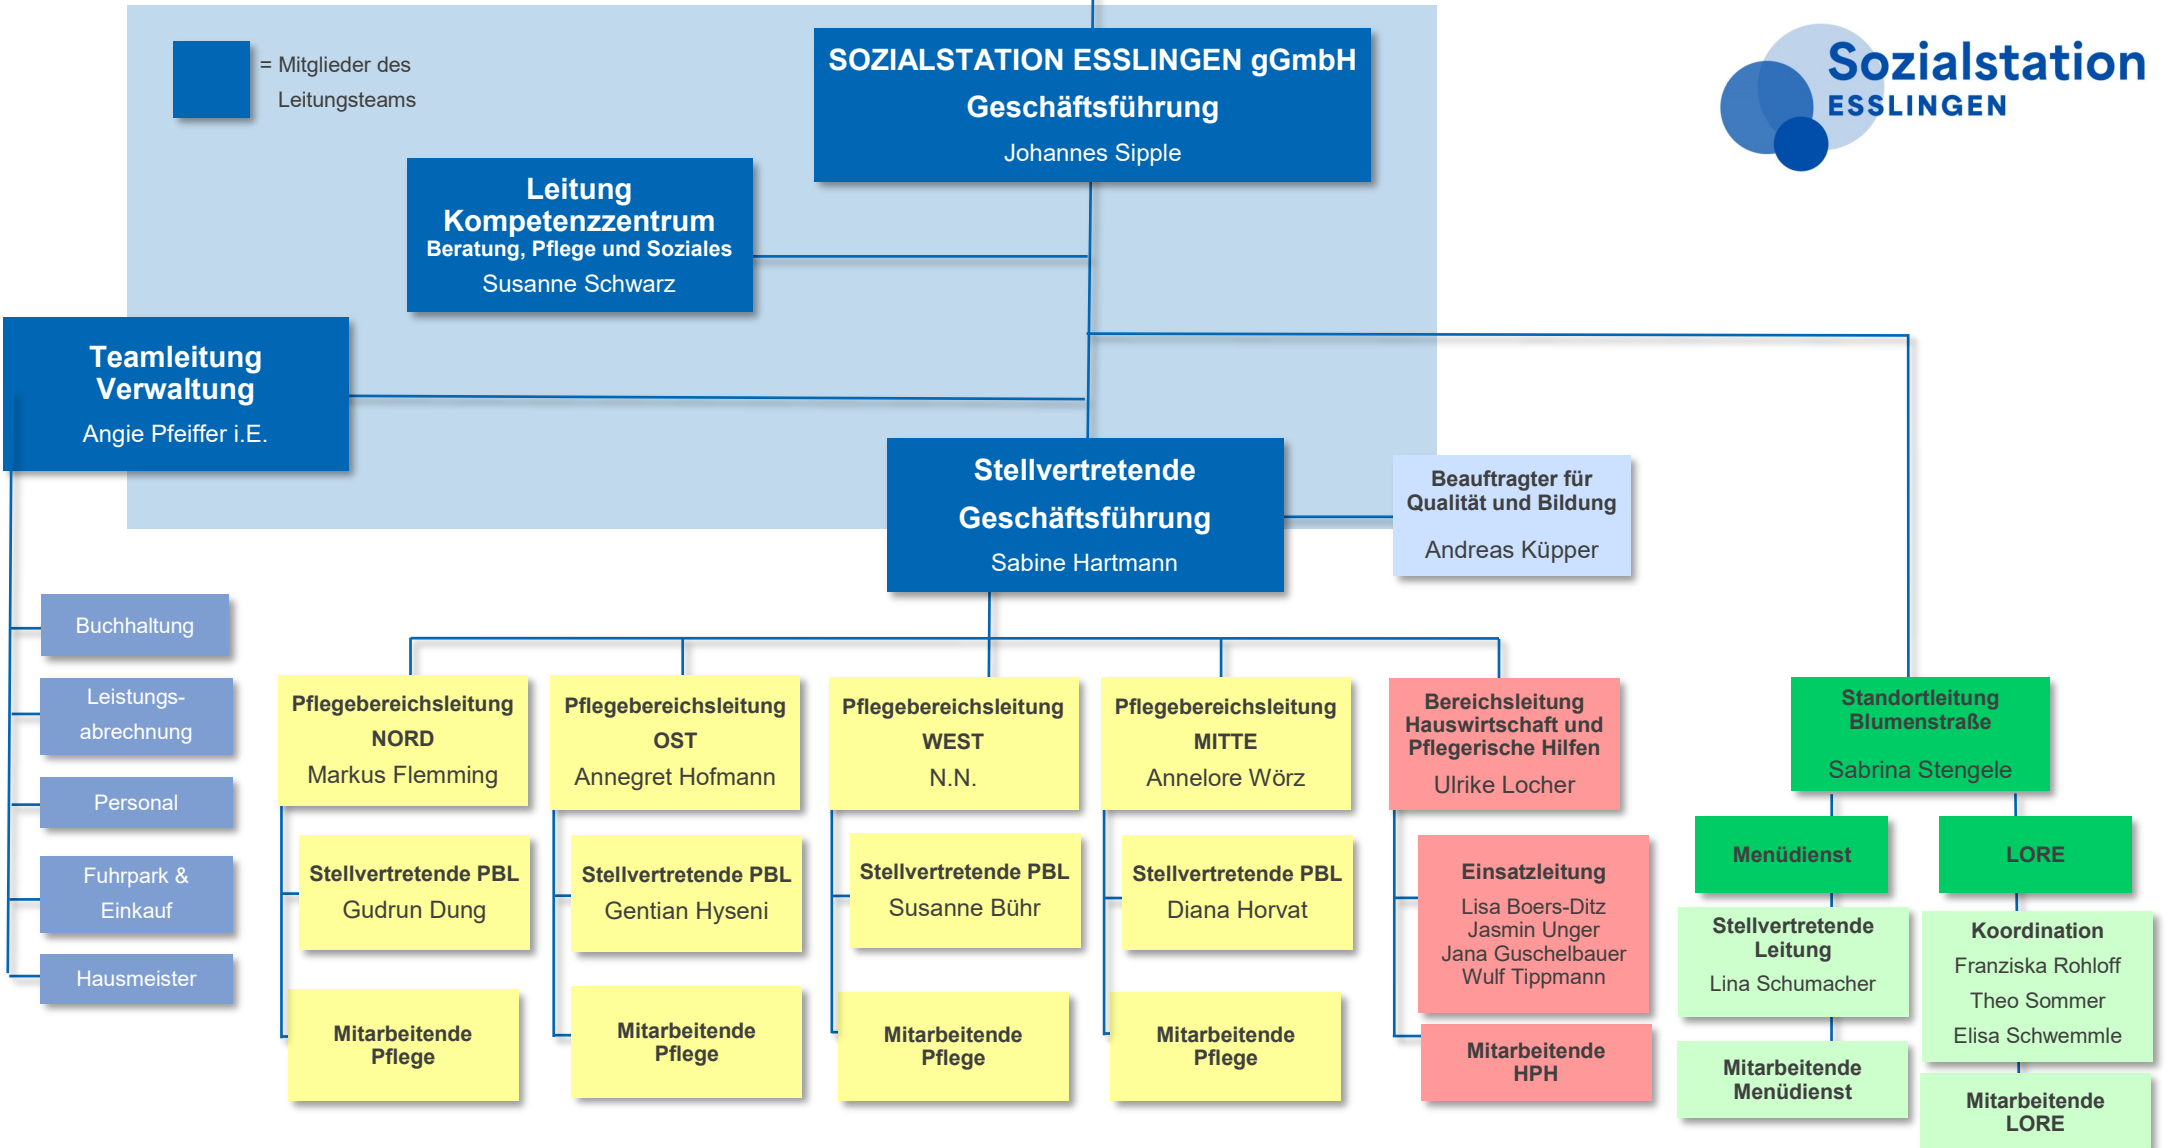 = Mitglieder des
Leitungsteams
SOZIALSTATION ESSLINGEN gGmbH
Geschäftsführung
Johannes Sipple
Sozialstation
ESSLINGEN
Leitung
Kompetenzzentrum
Beratung, Pflege und Soziales
Susanne Schwarz
Teamleitung
Verwaltung
Angie Pfeiffer i.E.
Stellvertretende
Geschäftsführung
Sabine Hartmann
Beauftragter für
Qualität und Bildung
Andreas Küpper
Buchhaltung
Leistungs-
abrechnung
Personal
Fuhrpark &
Einkauf
Hausmeister
Pflegebereichsleitung
NORD
Markus Flemming
Stellvertretende PBL
Gudrun Dung
Mitarbeitende
Pflege
Pflegebereichsleitung
OST
Annegret Hofmann
Stellvertretende PBL
Gentian Hyseni
Mitarbeitende
Pflege
Pflegebereichsleitung
WEST
N.N.
Stellvertretende PBL
Susanne Bühr
Mitarbeitende
Pflege
Pflegebereichsleitung
MITTE
Annelore Wörz
Stellvertretende PBL
Diana Horvat
Mitarbeitende
Pflege
Bereichsleitung
Hauswirtschaft und
Pflegerische Hilfen
Ulrike Locher
Einsatzleitung
Lisa Boers-Ditz
Jasmin Unger
Jana Guschelbauer
Wulf Tippmann
Mitarbeitende
HPH
Standortleitung
Blumenstraße
Sabrina Stengele
Menüdienst
Stellvertretende
Leitung
Lina Schumacher
Mitarbeitende
Menüdienst
LORE
Koordination
Franziska Rohloff
Theo Sommer
Elisa Schwemmle
Mitarbeitende
LORE